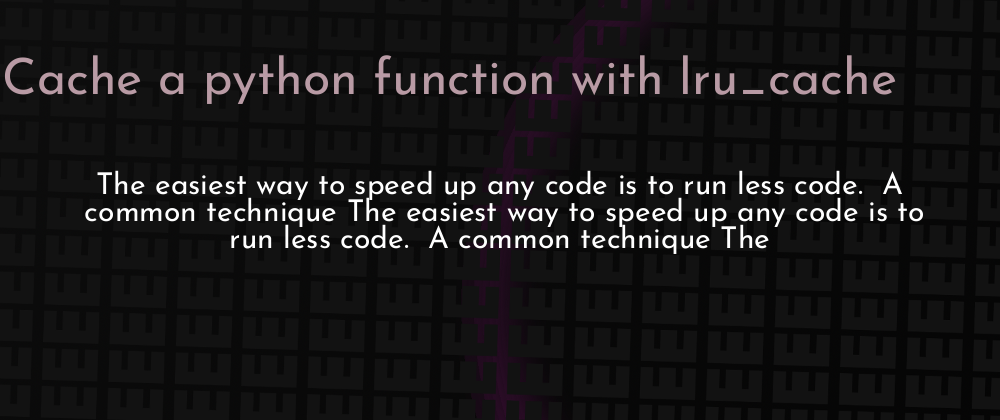 Cache a python function with lru_cache
The easiest way to speed up any code is to run less code.  A
common technique The easiest way to speed up any code is to
run less code.  A common technique The